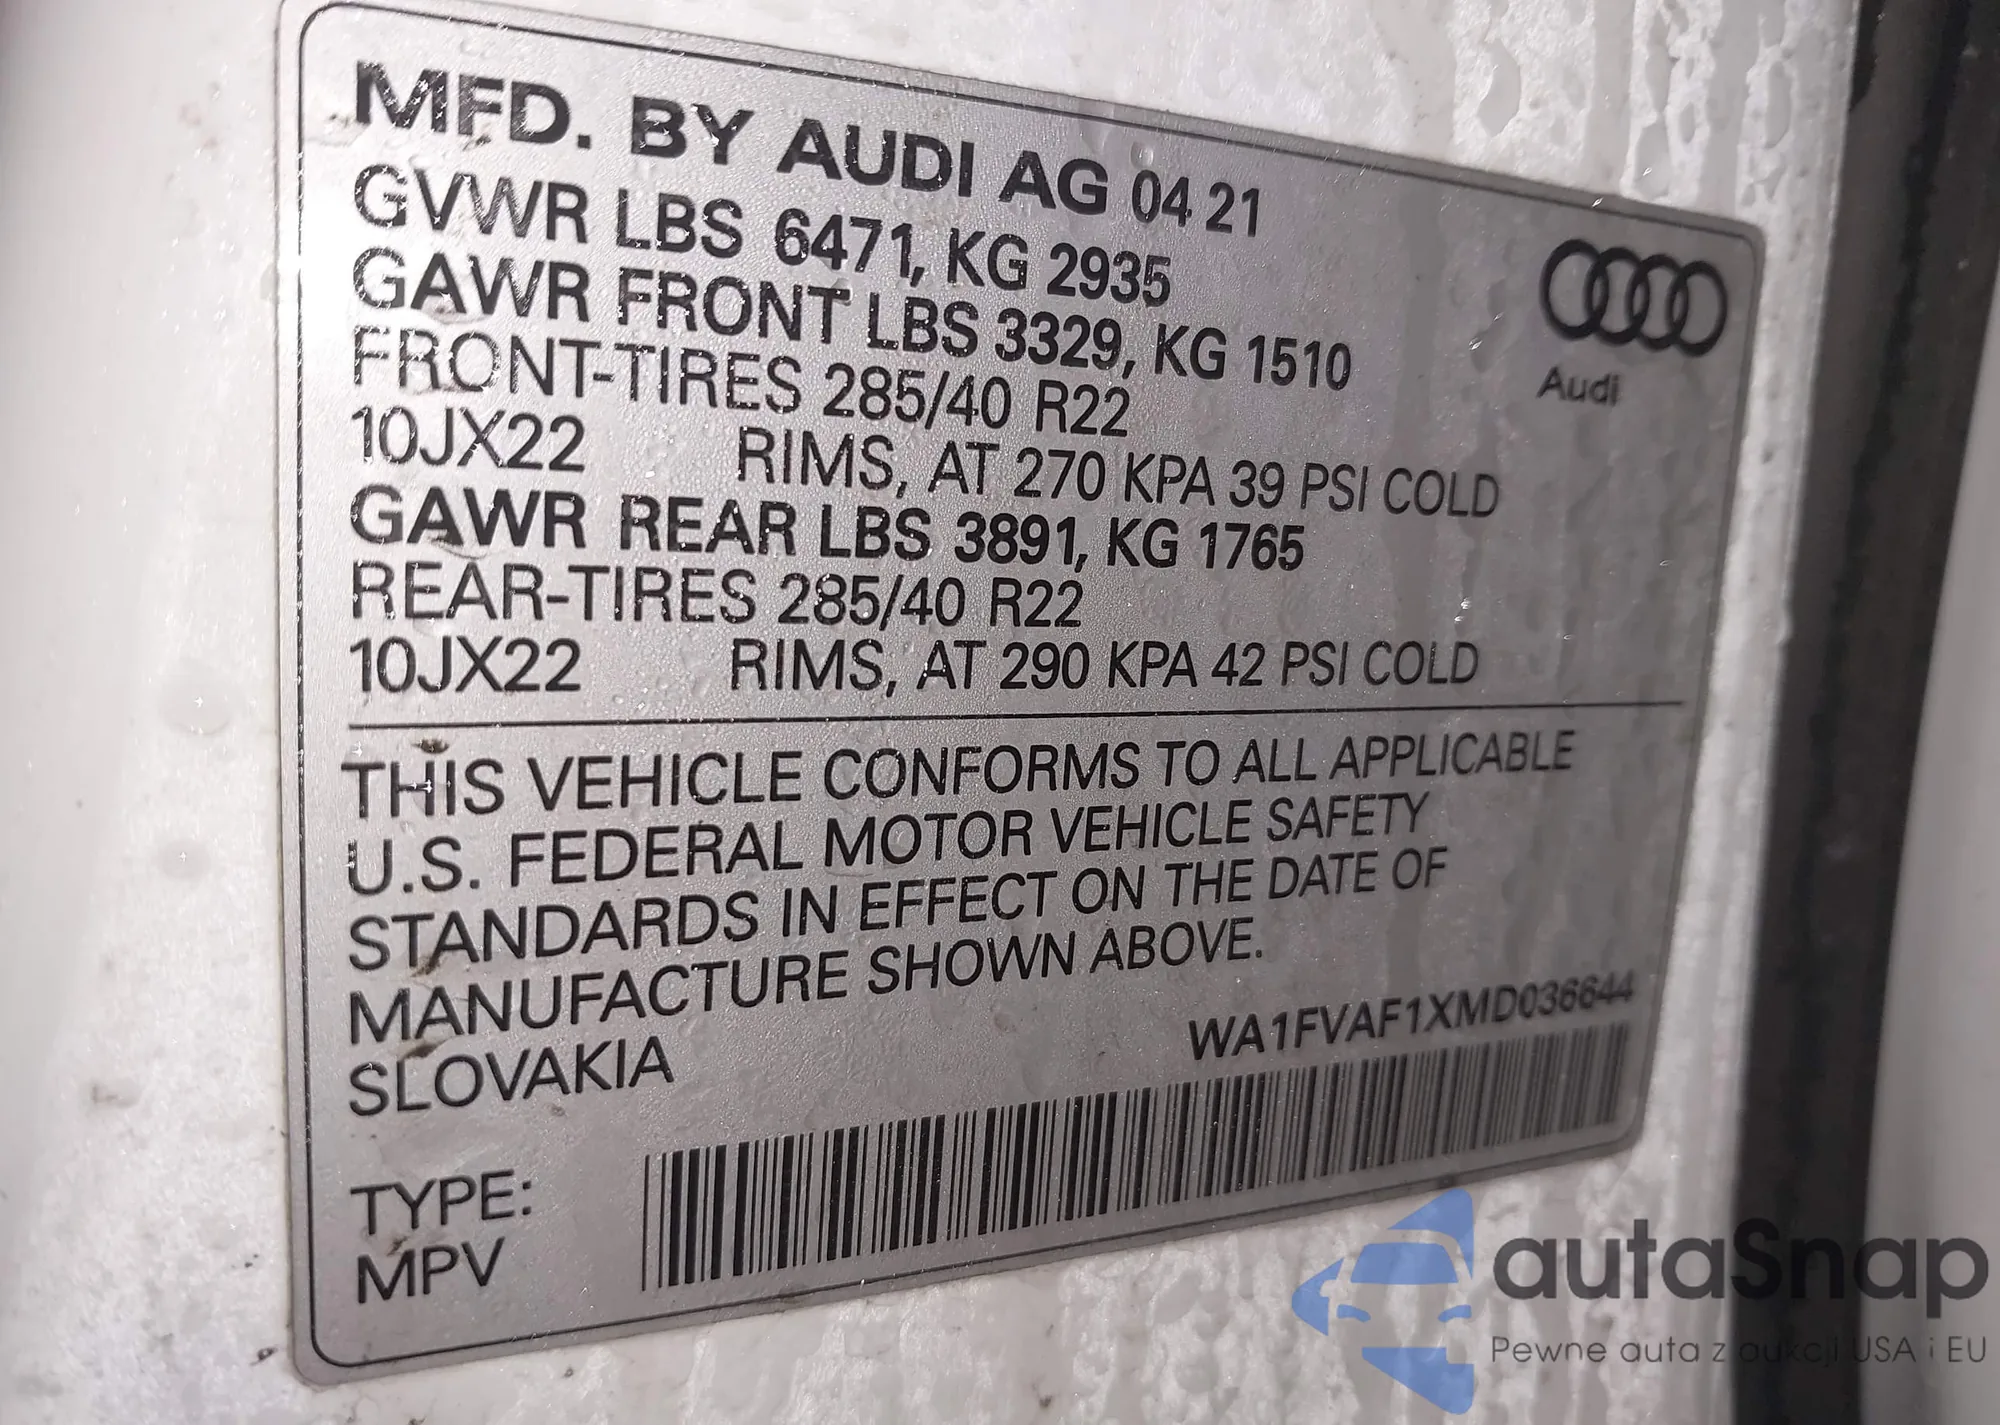 MFD. BY AUDI AG 04 21
GVWR LBS 6471, KG 2935
GAWR FRONT LBS 3329, KG 1510
FRONT-TIRES 285/40 R22
10JX22 RIMS, AT 270 KPA 39 PSI COLD
GAWR REAR LBS 3891, KG 1765
REAR-TIRES 285/40 R22
10JX22 RIMS, AT 290 KPA 42 PSI COLD
Audi
THIS VEHICLE CONFORMS TO ALL APPLICABLE
U.S. FEDERAL MOTOR VEHICLE SAFETY
STANDARDS IN EFFECT ON THE DATE OF
MANUFACTURE SHOWN ABOVE.
SLOVAKIA
WA1FVAF1XMD036644
TYPE:
MPV
autaSnap
Pewne auta z aukcji USA i EU